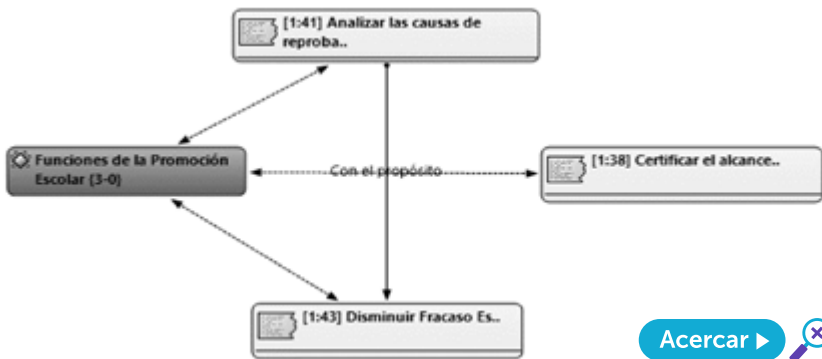 [1:41] Analizar las causas de
reproba..
Funciones de la Promoción
Escolar {3-0}
Con el propósito
[1:38] Certificar el alcance..
[1:43] Disminuir Fracaso Es..
Acercar